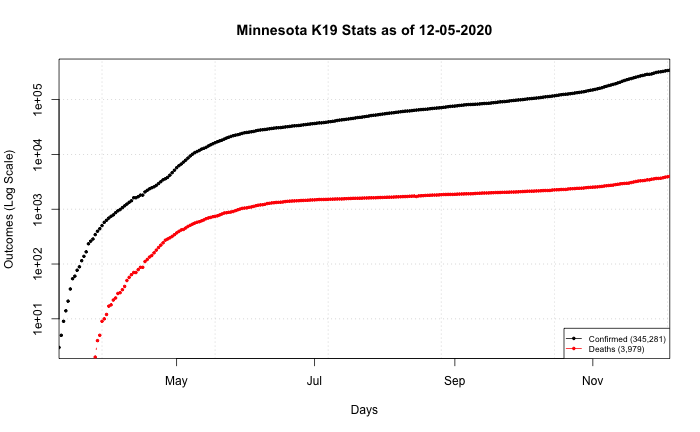 Minnesota K19 Stats as of 12-05-2020
Outcomes (Log Scale)
1e+05
1e+04
1e+03
1e+02
1e+01
Confirmed (345,281)
Deaths (3,979)
May Jul Sep Nov
Days